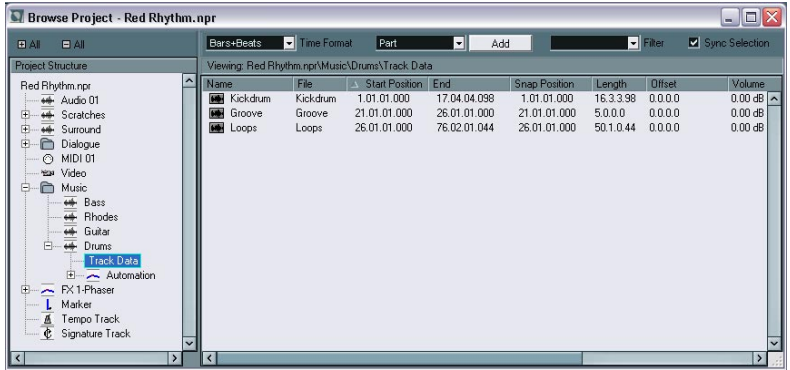 Browse Project - Red Rhythm.npr
All All Bars+Beats Time Format Part Add Filter Sync Selection
Project Structure Viewing: Red Rhythm.npr\Music\Drums\Track Data
Name File Start Position End Snap Position Length Offset Volume
Kickdrum Kickdrum 1.01.01.000 17.04.04.098 1.01.01.000 16.3.3.98 0.0.0.0 0.00 dB
Groove Groove 21.01.01.000 26.01.01.000 21.01.01.000 5.0.0.0 0.0.0.0 0.00 dB
Loops Loops 26.01.01.000 76.02.01.044 26.01.01.000 50.1.0.44 0.0.0.0 0.00 dB
Red Rhythm.npr
Audio 01
Scratches
Surround
Dialogue
MIDI 01
Video
Music
Bass
Rhodes
Guitar
Drums
Track Data
Automation
FX 1-Phaser
Marker
Tempo Track
Signature Track